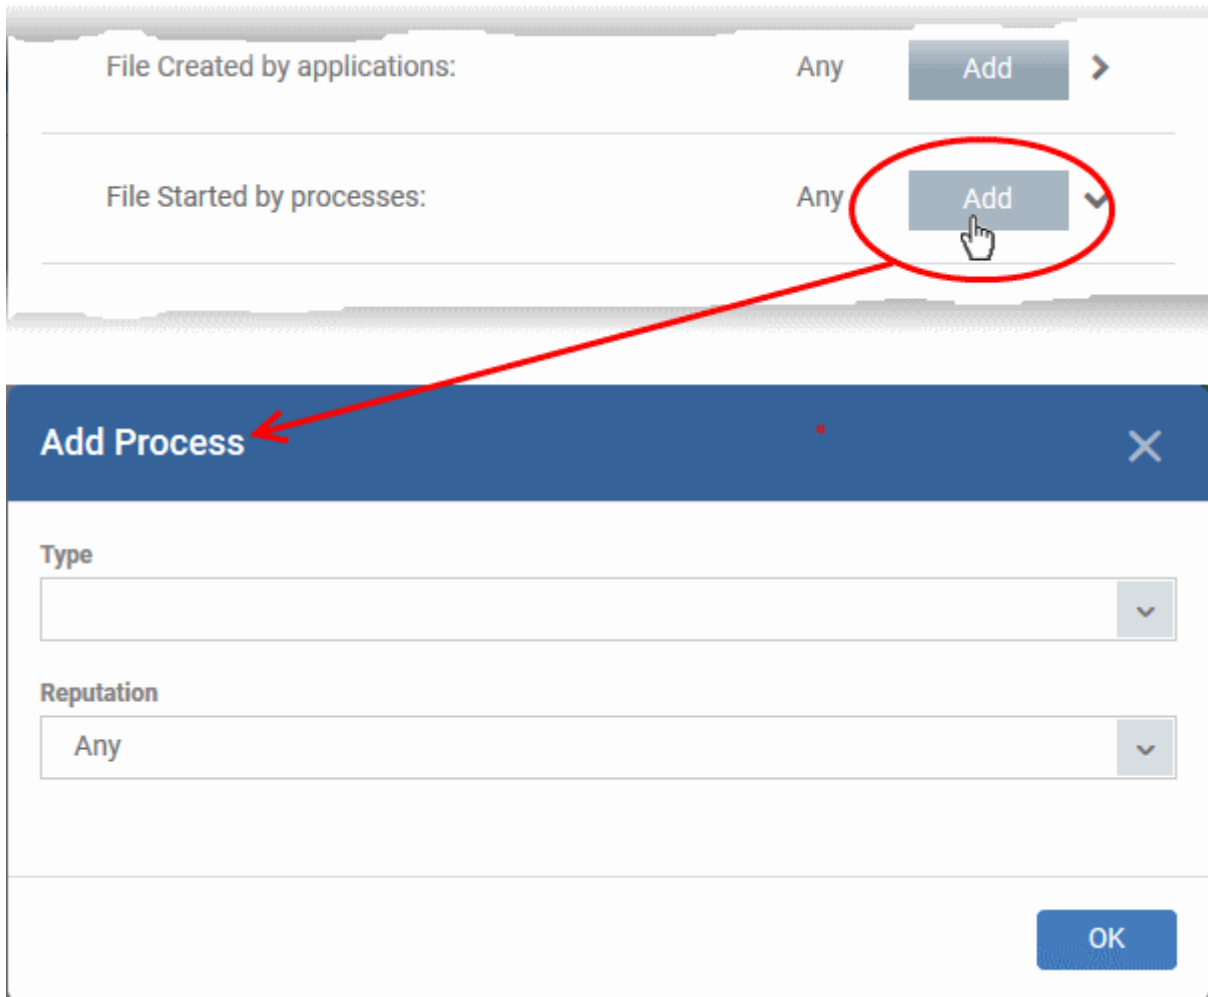 File Created by applications: Any Add
File Started by processes: Any Add
Add Process
Type
Reputation
Any
OK